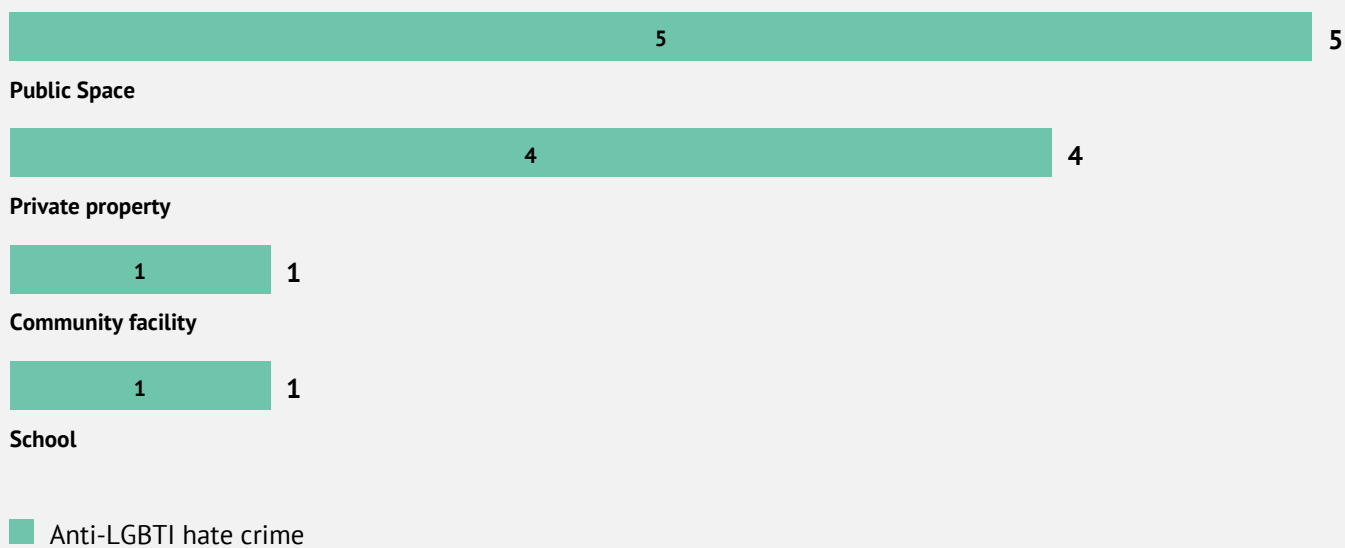 5 5
Public Space
4 4
Private property
1 1
Community facility
1 1
School
Anti-LGBTI hate crime